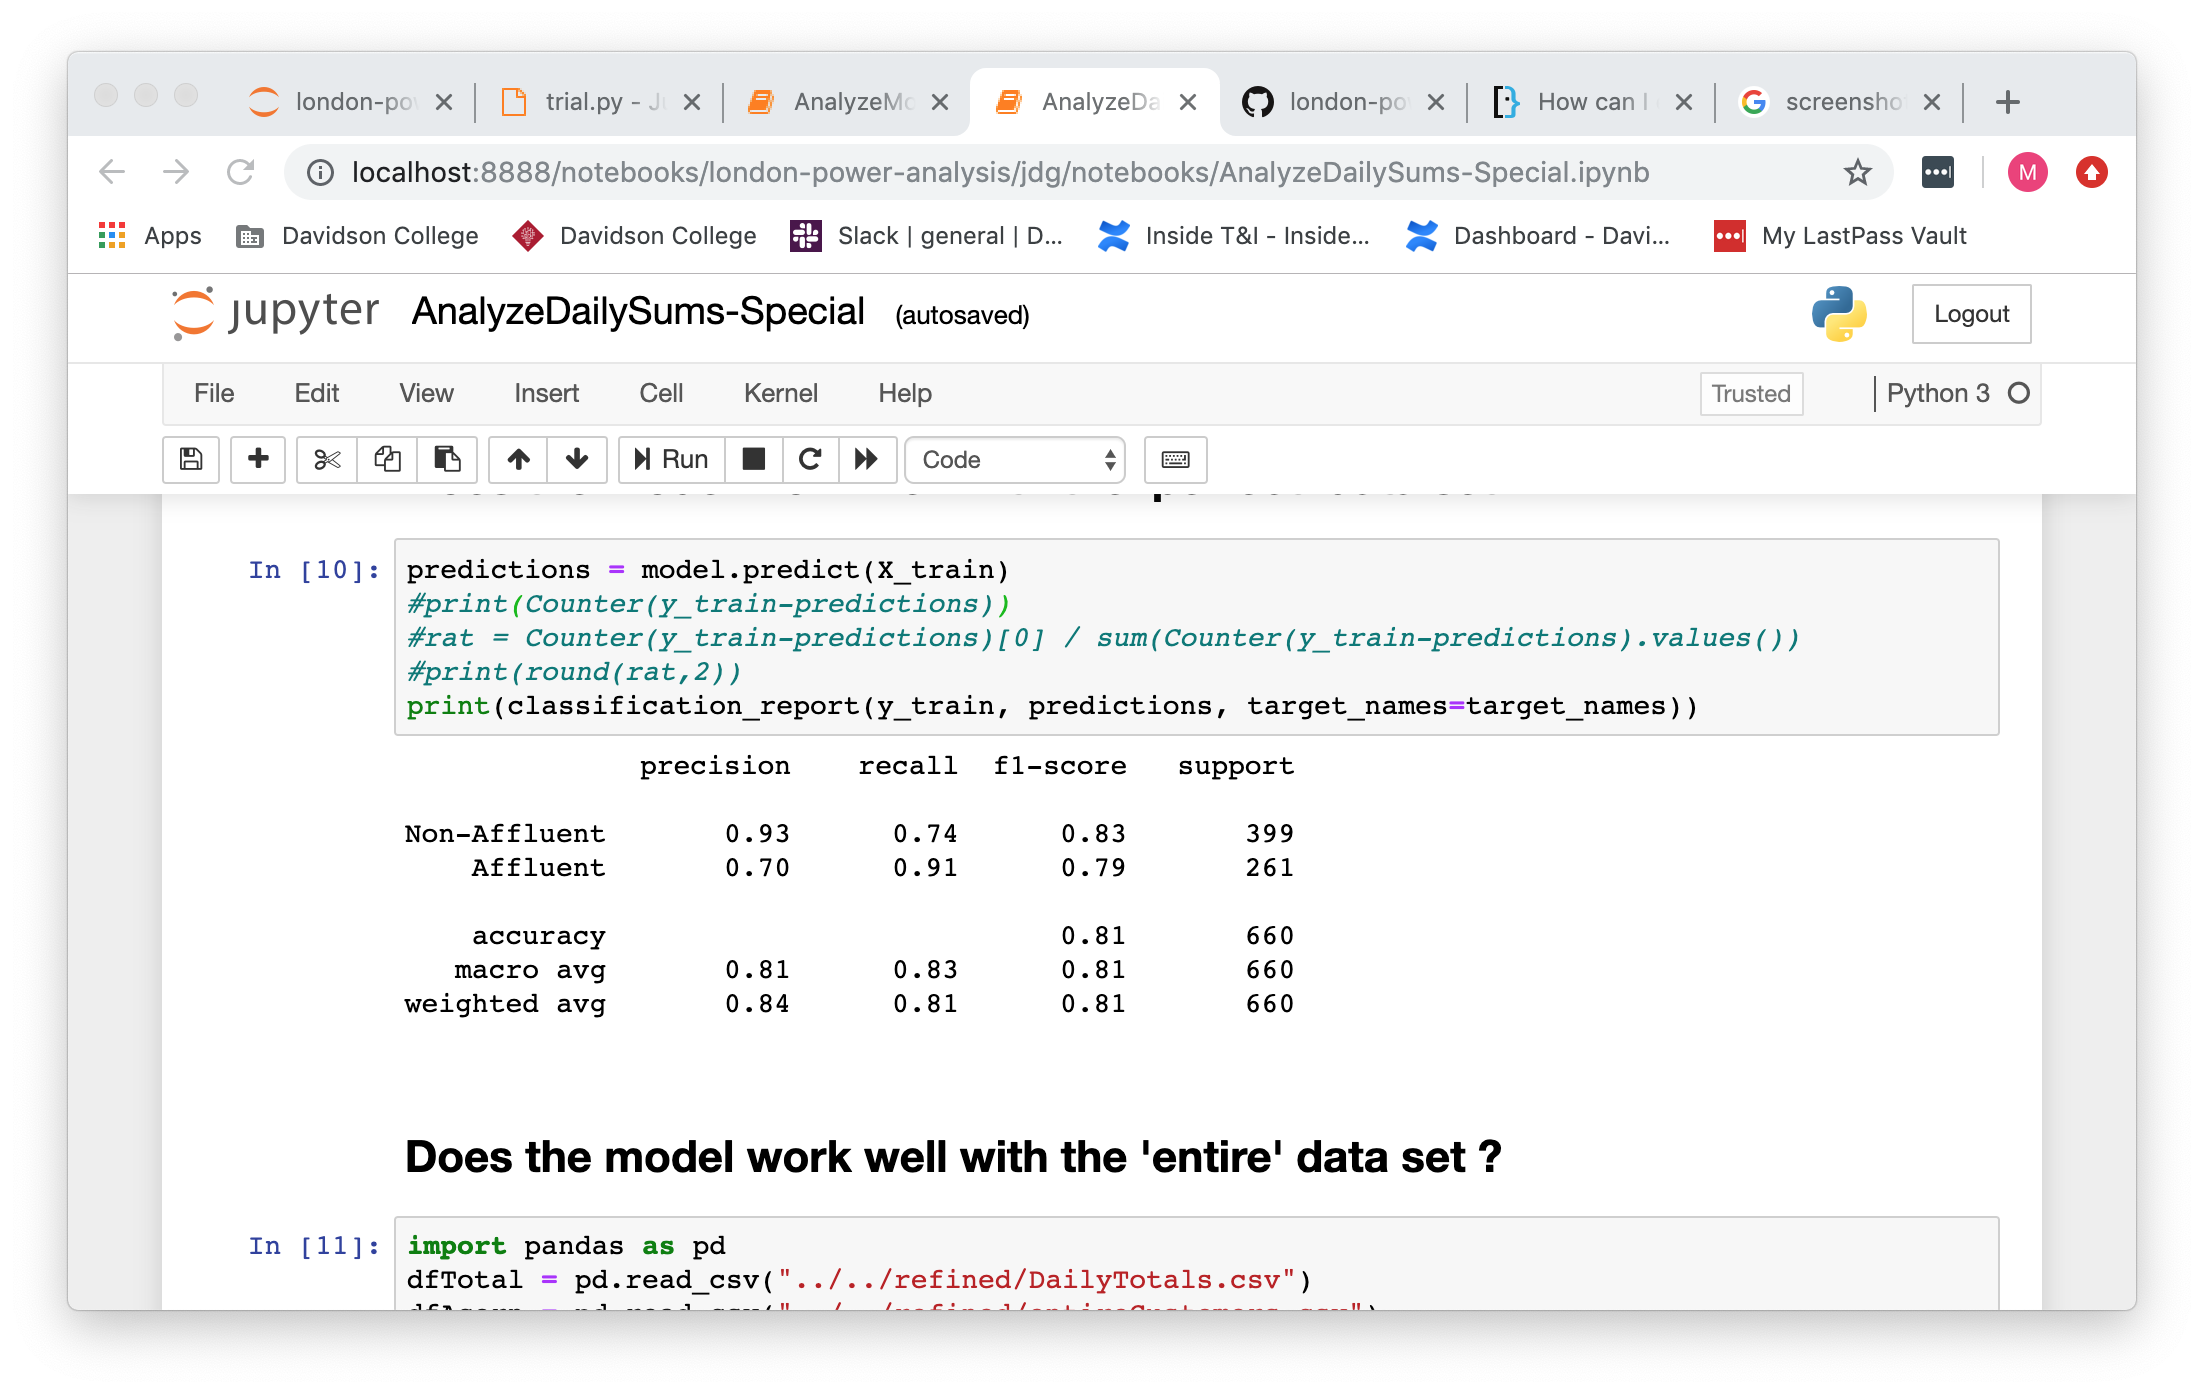 london-po
trial.py - J
AnalyzeMo
AnalyzeDa
london-po
How can I
screensho
localhost:8888/notebooks/london-power-analysis/jdg/notebooks/AnalyzeDailySums-Special.ipynb
M
Apps
Davidson College
Davidson College
Slack | general | D...
Inside T&I - Inside...
Dashboard - Davi...
My LastPass Vault
jupyter AnalyzeDailySums-Special (autosaved)
Logout
File Edit View Insert Cell Kernel Help
Trusted
Python 3
Run
Code
In [10]: predictions = model.predict(X_train)
#print(Counter(y_train-predictions))
#rat = Counter(y_train-predictions)[0] / sum(Counter(y_train-predictions).values())
#print(round(rat,2))
print(classification_report(y_train, predictions, target_names=target_names))
precision recall f1-score support
Non-Affluent 0.93 0.74 0.83 399
Affluent 0.70 0.91 0.79 261
accuracy 0.81 660
macro avg 0.81 0.83 0.81 660
weighted avg 0.84 0.81 0.81 660
Does the model work well with the 'entire' data set ?
In [11]: import pandas as pd
dfTotal = pd.read_csv("../../refined/DailyTotals.csv")